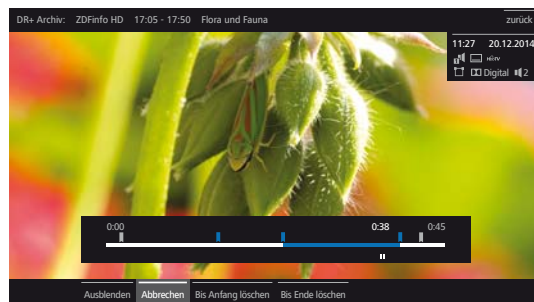 DR+ Archiv: ZDFinfo HD 17:05 - 17:50 Flora und Fauna zurück
11:27 20.12.2014
HbbTV
Digital 2
0:00 0:38 0:45
Ausblenden Abbrechen Bis Anfang löschen Bis Ende löschen